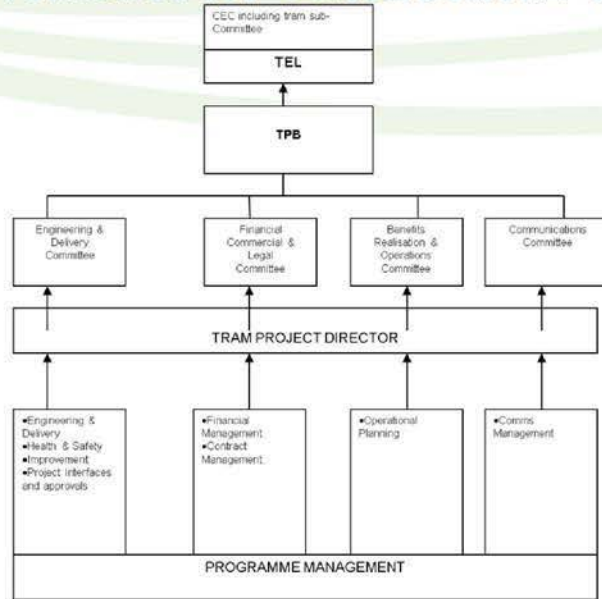 CEC including tram sub-
Committee
TEL
TPB
Engineering &
Delivery
Committee
Financial
Commercial &
Legal
Committee
Benefits
Realisation &
Operations
Committee
Communications
Committee
TRAM PROJECT DIRECTOR
•Engineering &
Delivery
•Health & Safety
•Improvement
•Project interfaces
and approvals
•Financial
Management
•Contract
Management
•Operational
Planning
•Comms
Management
PROGRAMME MANAGEMENT